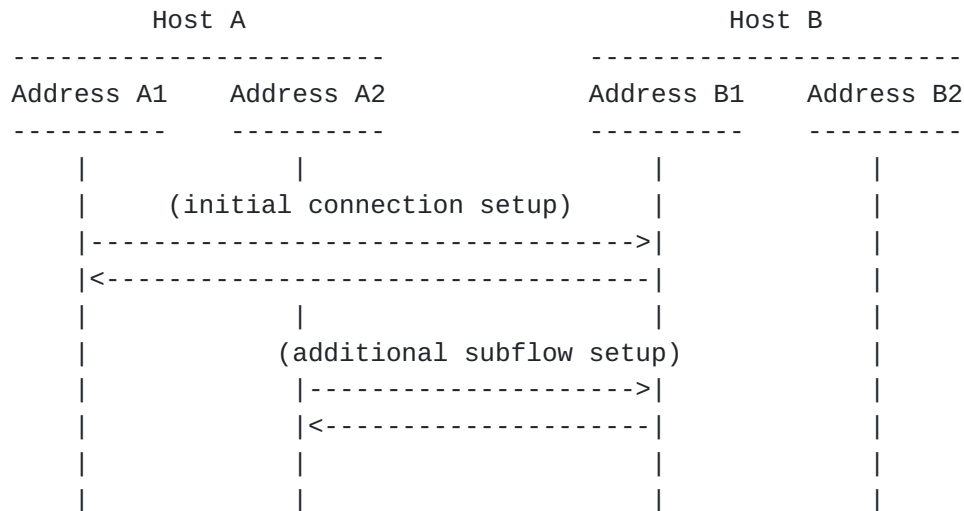 Host A                               Host B
------------------------             ------------------------
Address A1    Address A2             Address B1    Address B2
----------    ----------             ----------    ----------
    |             |                      |             |
    |     (initial connection setup)     |             |
    |----------------------------------->|             |
    |<-----------------------------------|             |
    |             |                      |             |
    |            (additional subflow setup)            |
    |             |--------------------->|             |
    |             |<---------------------|             |
    |             |                      |             |
    |             |                      |             |